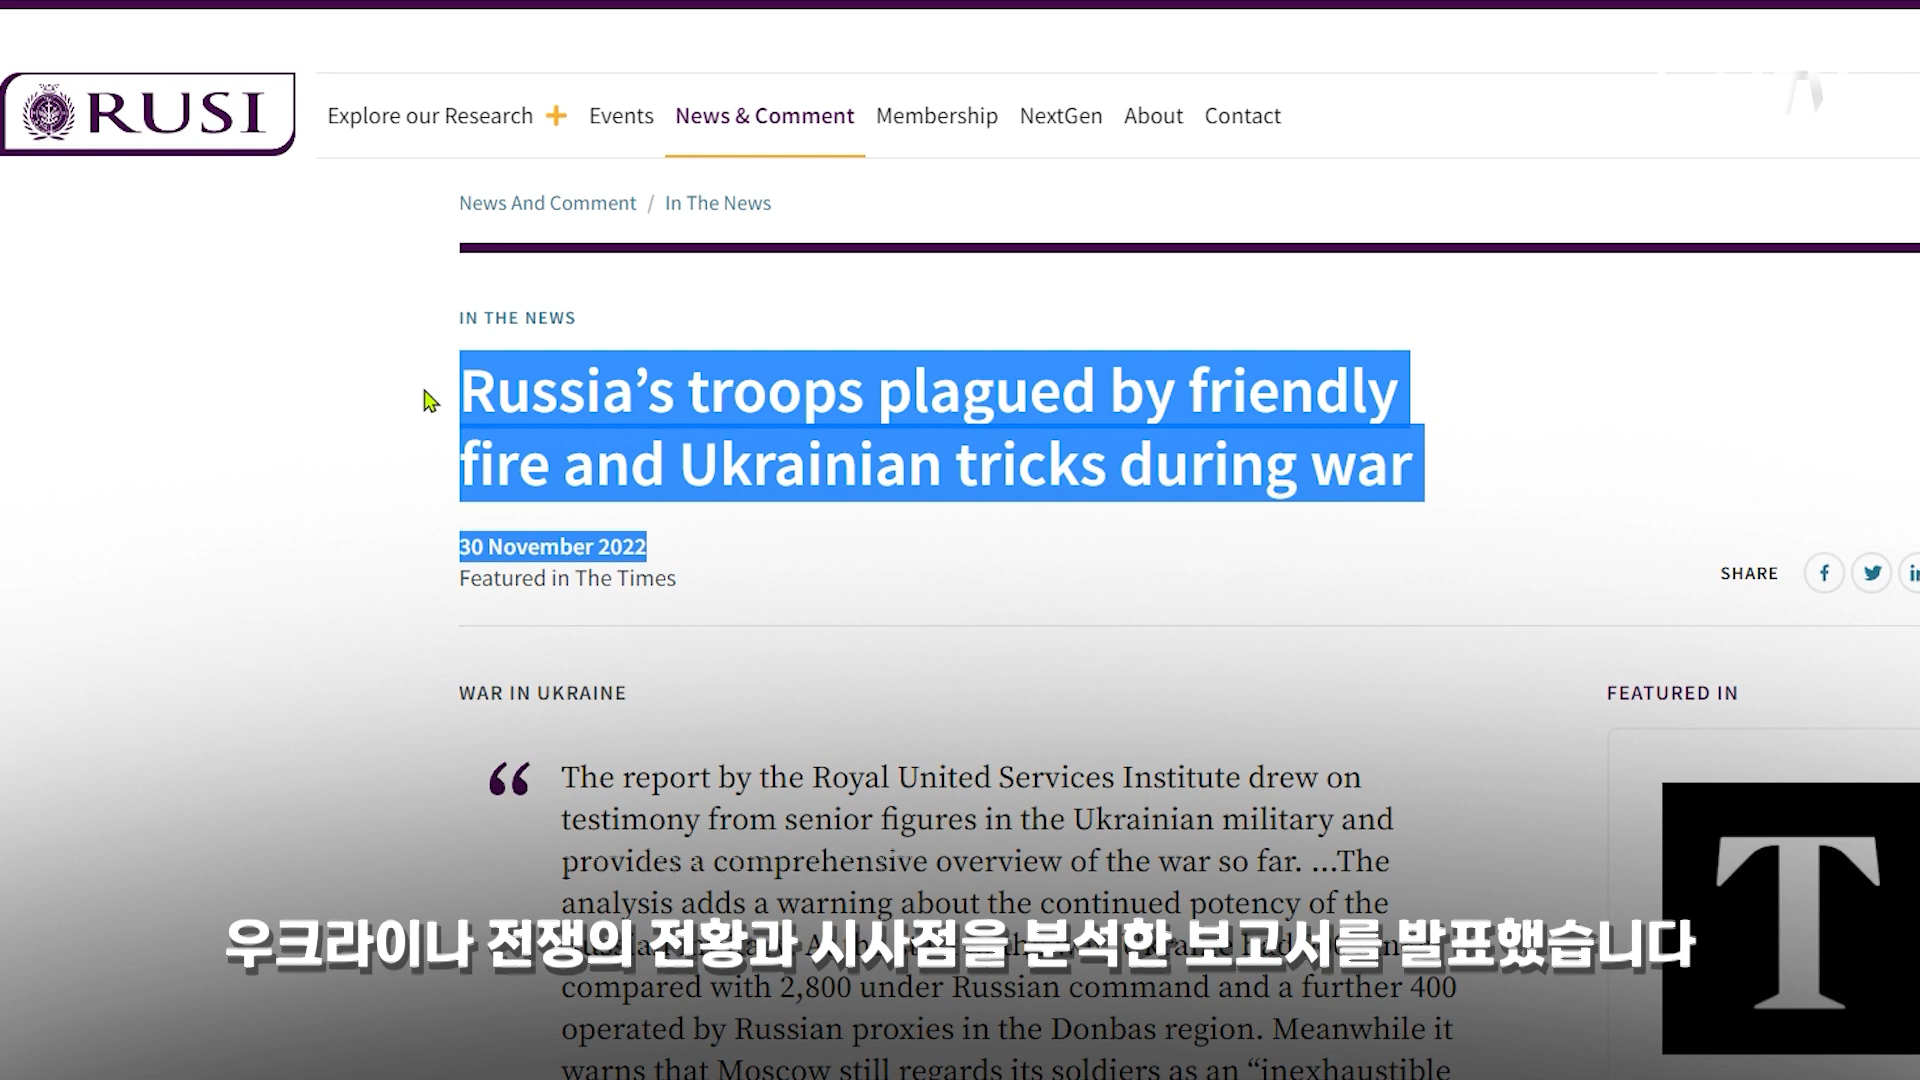 RUSI
Explore our Research + Events News & Comment Membership NextGen About Contact
News And Comment / In The News
IN THE NEWS
Russia’s troops plagued by friendly
fire and Ukrainian tricks during war
30 November 2022
Featured in The Times
SHARE
WAR IN UKRAINE
FEATURED IN
“ The report by the Royal United Services Institute drew on
testimony from senior figures in the Ukrainian military and
provides a comprehensive overview of the war so far. ...The
analysis adds a warning about the continued potency of the
우크라이나 전쟁의 전황과 시사점을 분석한 보고서를 발표했습니다
compared with 2,800 under Russian command and a further 400
operated by Russian proxies in the Donbas region. Meanwhile it
warns that Moscow still regards its soldiers as an “inexhaustible
T